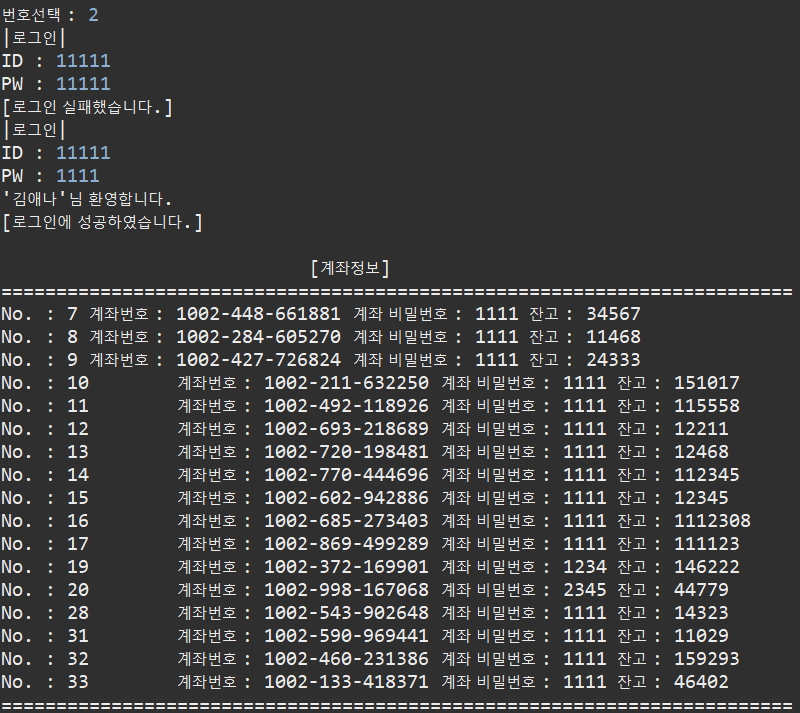 번호선택 : 2
|로그인|
ID : 11111
PW : 11111
[로그인 실패했습니다.]
|로그인|
ID : 11111
PW : 1111
'김애나'님 환영합니다.
[로그인에 성공하였습니다.]
[계좌정보]
========================================================================
No. : 7 계좌번호 : 1002-448-661881 계좌 비밀번호 : 1111 잔고 : 34567
No. : 8 계좌번호 : 1002-284-605270 계좌 비밀번호 : 1111 잔고 : 11468
No. : 9 계좌번호 : 1002-427-726824 계좌 비밀번호 : 1111 잔고 : 24333
No. : 10 계좌번호 : 1002-211-632250 계좌 비밀번호 : 1111 잔고 : 151017
No. : 11 계좌번호 : 1002-492-118926 계좌 비밀번호 : 1111 잔고 : 115558
No. : 12 계좌번호 : 1002-693-218689 계좌 비밀번호 : 1111 잔고 : 12211
No. : 13 계좌번호 : 1002-720-198481 계좌 비밀번호 : 1111 잔고 : 12468
No. : 14 계좌번호 : 1002-770-444696 계좌 비밀번호 : 1111 잔고 : 112345
No. : 15 계좌번호 : 1002-602-942886 계좌 비밀번호 : 1111 잔고 : 12345
No. : 16 계좌번호 : 1002-685-273403 계좌 비밀번호 : 1111 잔고 : 1112308
No. : 17 계좌번호 : 1002-869-499289 계좌 비밀번호 : 1111 잔고 : 111123
No. : 19 계좌번호 : 1002-372-169901 계좌 비밀번호 : 1234 잔고 : 146222
No. : 20 계좌번호 : 1002-998-167068 계좌 비밀번호 : 2345 잔고 : 44779
No. : 28 계좌번호 : 1002-543-902648 계좌 비밀번호 : 1111 잔고 : 14323
No. : 31 계좌번호 : 1002-590-969441 계좌 비밀번호 : 1111 잔고 : 11029
No. : 32 계좌번호 : 1002-460-231386 계좌 비밀번호 : 1111 잔고 : 159293
No. : 33 계좌번호 : 1002-133-418371 계좌 비밀번호 : 1111 잔고 : 46402
========================================================================